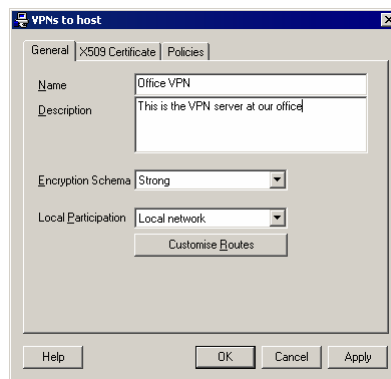 VPNs to host
General
X509 Certificate
Policies
Name
Office VPN
Description
This is the VPN server at our office
Encryption Schema
Strong
Local Participation
Local network
Customise Routes
Help
OK
Cancel
Apply